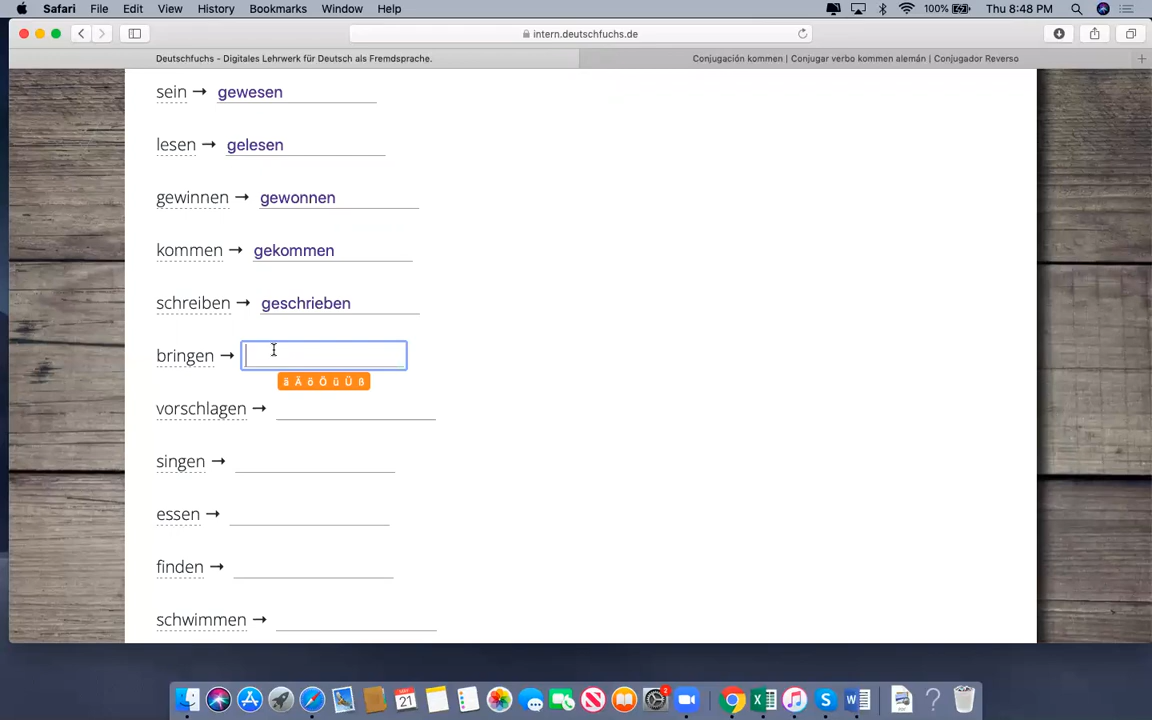 Safari File Edit View History Bookmarks Window Help 100% Thu 8:48 PM
intern.deutschfuchs.de
Deutschfuchs - Digitales Lehrwerk für Deutsch als Fremdsprache. Conjugación kommen | Conjugar verbo kommen alemán | Conjugador Reverso
sein → gewesen
lesen → gelesen
gewinnen → gewonnen
kommen → gekommen
schreiben → geschrieben
bringen →
ä Ä ö Ö ü Ü ß
vorschlagen →
singen →
essen →
finden →
schwimmen →
21
2